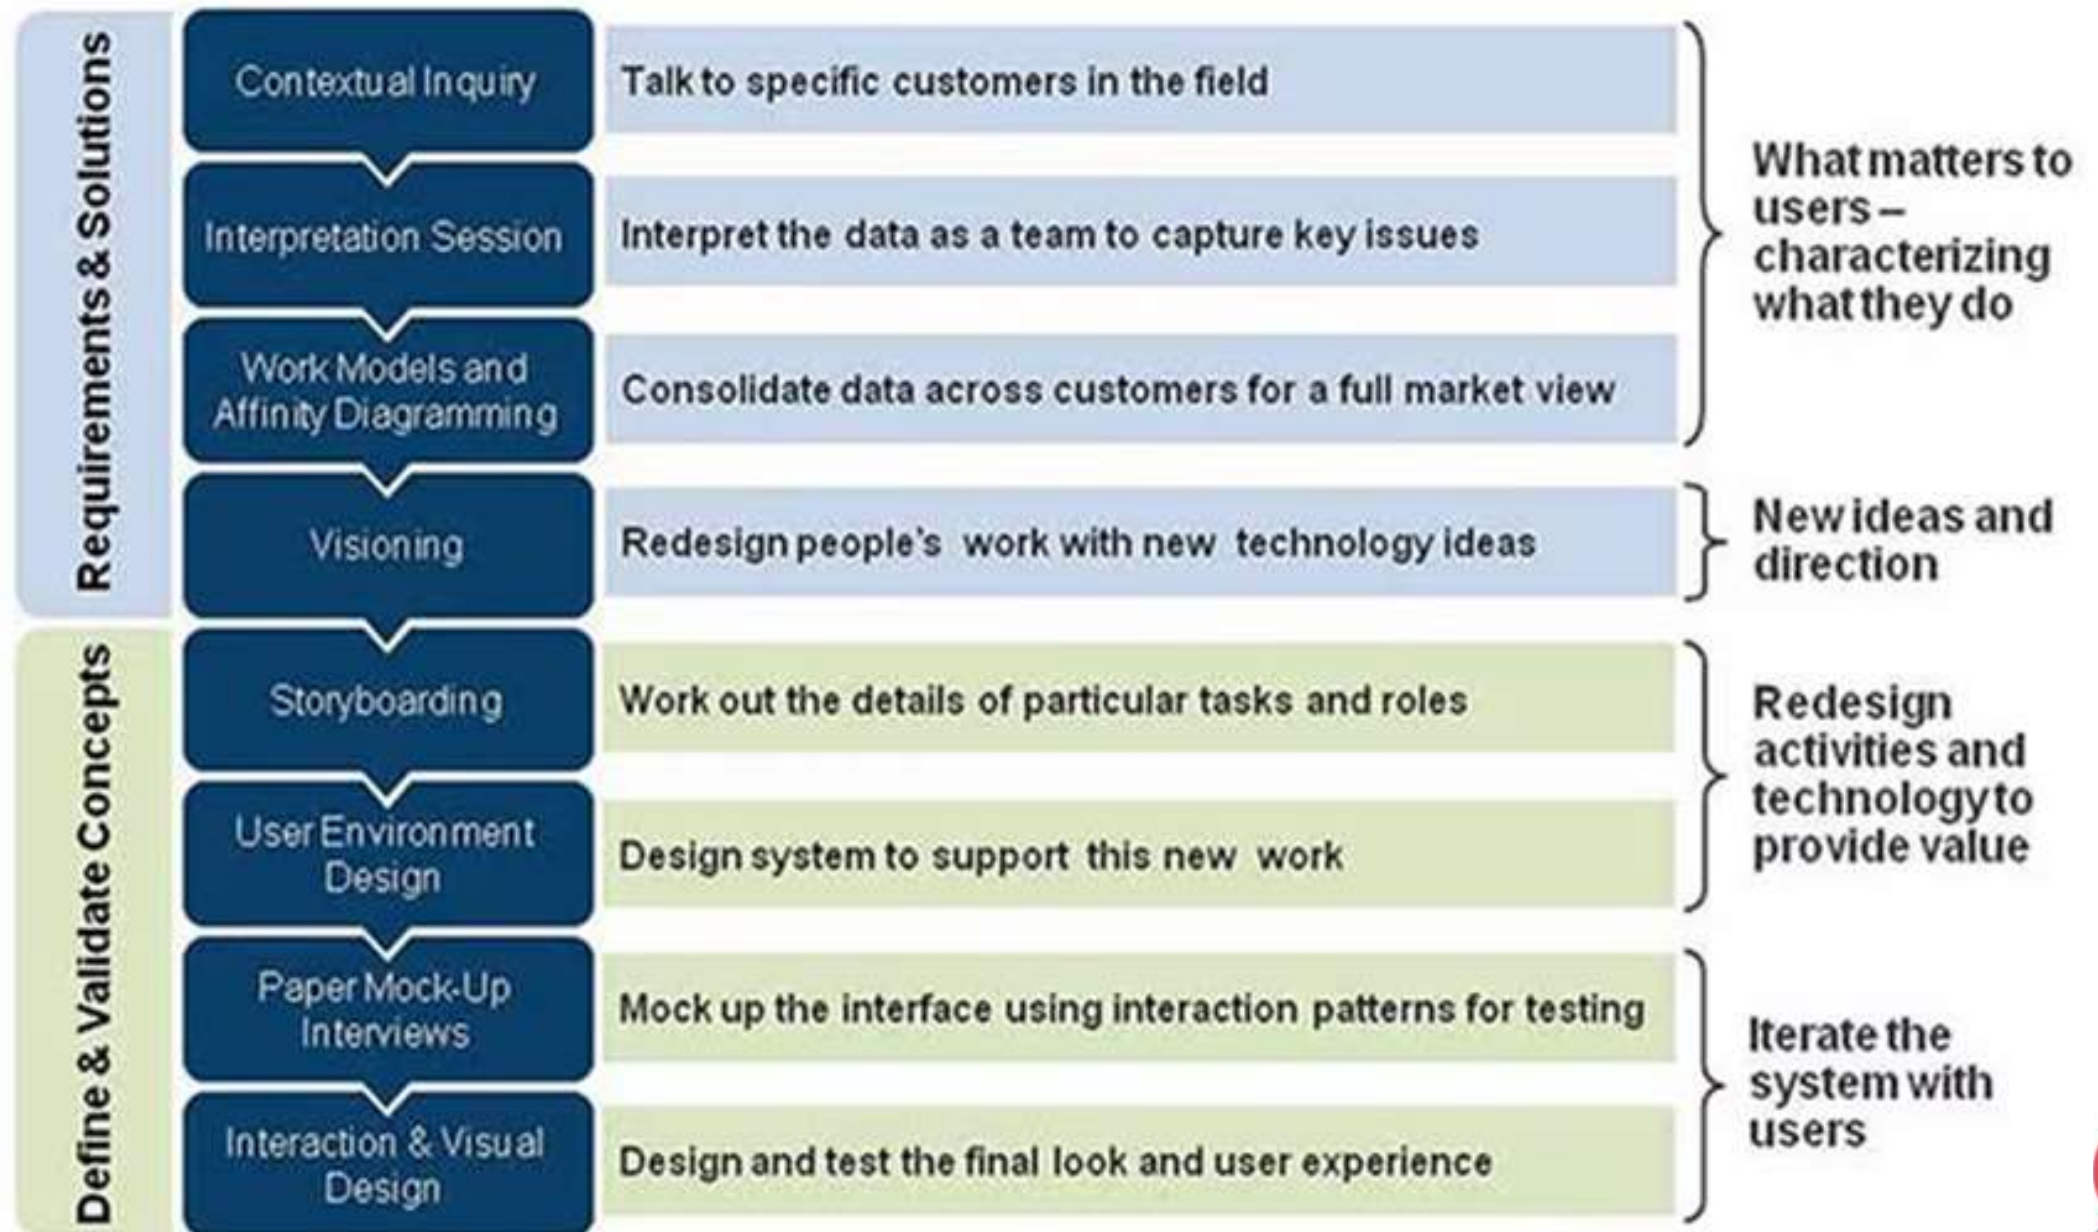 Requirements & Solutions
Contextual Inquiry
Talk to specific customers in the field
Interpretation Session
Interpret the data as a team to capture key issues
Work Models and
Affinity Diagramming
Consolidate data across customers for a full market view
What matters to
users –
characterizing
what they do
Visioning
Redesign people's work with new technology ideas
New ideas and
direction
Define & Validate Concepts
Storyboarding
Work out the details of particular tasks and roles
User Environment
Design
Design system to support this new work
Redesign
activities and
technology to
provide value
Paper Mock-Up
Interviews
Mock up the interface using interaction patterns for testing
Interaction & Visual
Design
Design and test the final look and user experience
Iterate the
system with
users